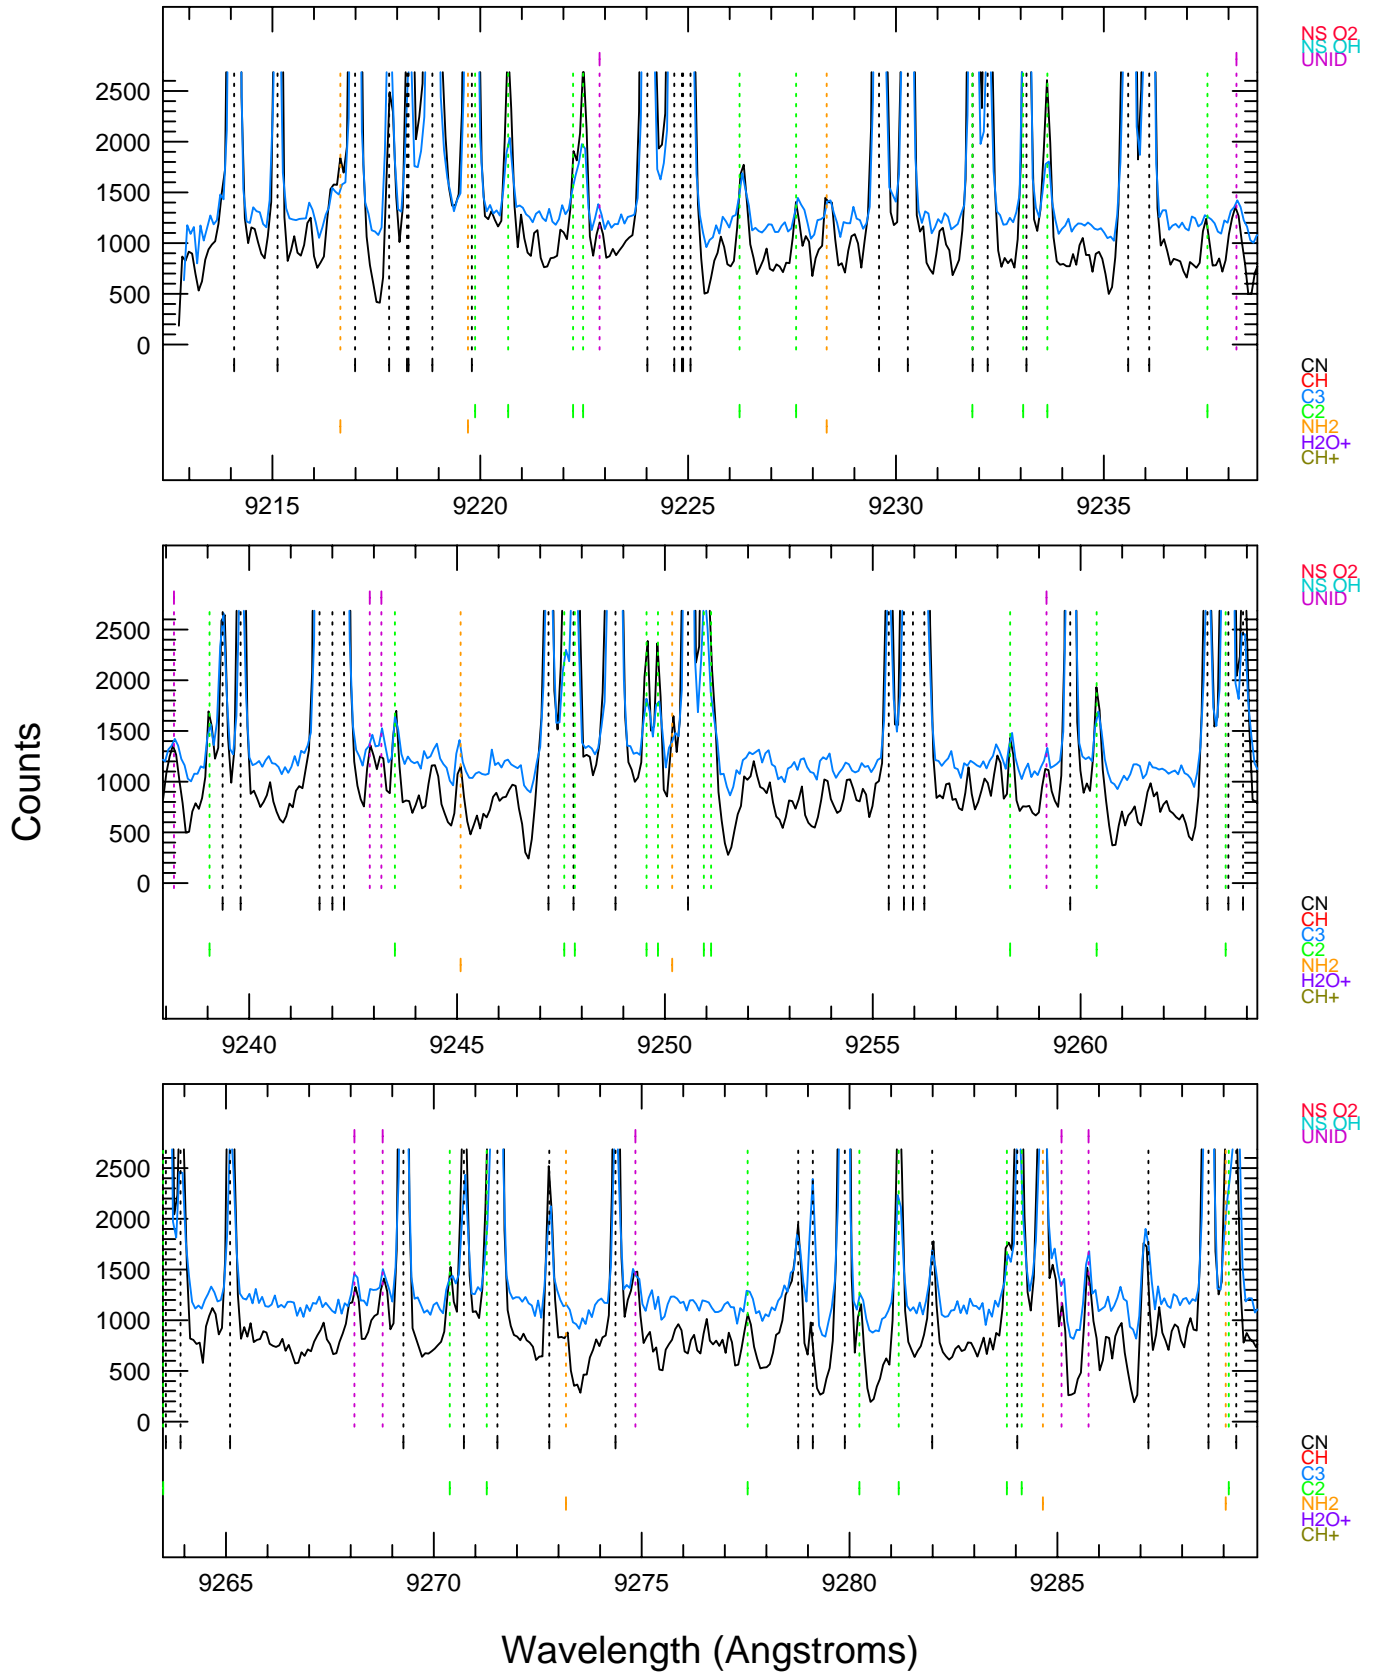 NS O2
NS OH
UNID
2500
2000
1500
1000
500
0
CN
CH
C3
C2
NH2
H2O+
CH+
9215 9220 9225 9230 9235
NS O2
NS OH
UNID
2500
2000
1500
1000
500
0
Counts
CN
CH
C3
C2
NH2
H2O+
CH+
9240 9245 9250 9255 9260
NS O2
NS OH
UNID
2500
2000
1500
1000
500
0
CN
CH
C3
C2
NH2
H2O+
CH+
9265 9270 9275 9280 9285
Wavelength (Angstroms)